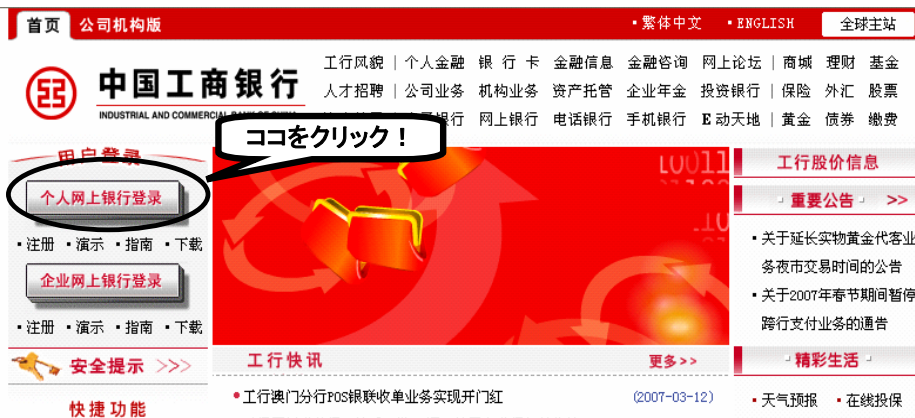 首页 公司机构版 ·繁体中文 ·ENGLISH 全球主站
中国工商银行
INDUSTRIAL AND COMMERCIAL
工行风貌 | 个人金融 银行卡 金融信息 金融咨询 网上论坛 | 商城 理财 基金
人才招聘 | 公司业务 机构业务 资产托管 企业年金 投资银行 | 保险 外汇 股票
银行 网上银行 电话银行 手机银行 E动天地 | 黄金 债券 缴费
ココをクリック！
用户登录
个人网上银行登录
·注册 ·演示 ·指南 ·下载
企业网上银行登录
·注册 ·演示 ·指南 ·下载
安全提示 >>>
快捷功能
10011
工行快讯 更多>>
•工行澳门分行POS银联收单业务实现开门红 (2007-03-12)
工行股价信息
重要公告 >>
·关于延长实物黄金代客业
务夜市交易时间的公告
·关于2007年春节期间暂停
跨行支付业务的通告
精彩生活
·天气预报 ·在线投保